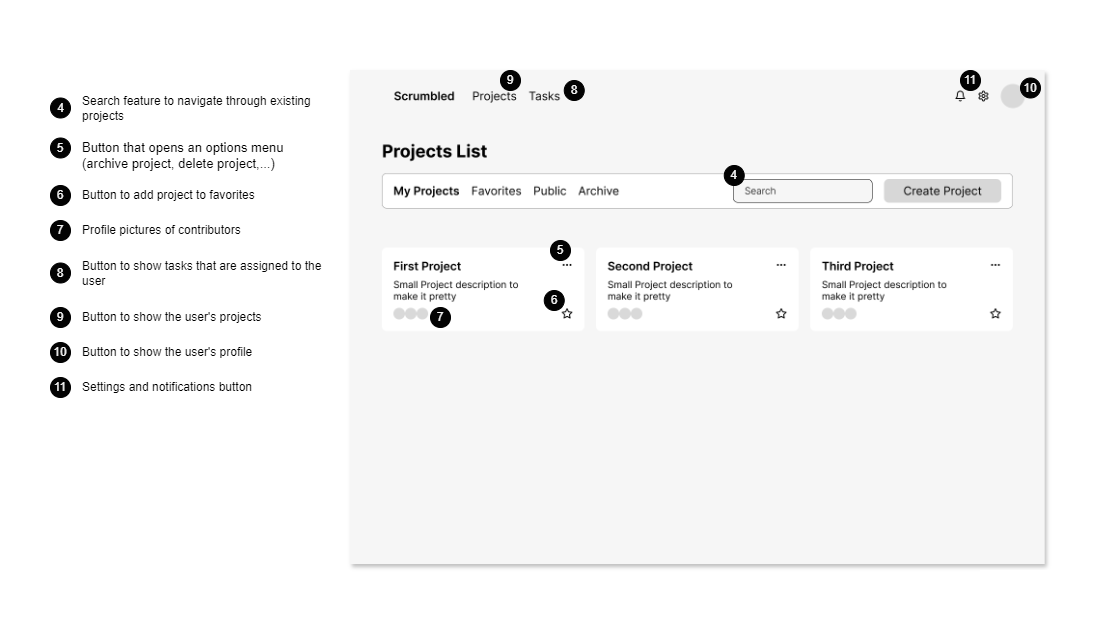 4 Search feature to navigate through existing
projects
5 Button that opens an options menu
(archive project, delete project,...)
6 Button to add project to favorites
7 Profile pictures of contributors
8 Button to show tasks that are assigned to the
user
9 Button to show the user's projects
10 Button to show the user's profile
11 Settings and notifications button
9 11 10
Scrumbled Projects Tasks 8
Projects List
4
My Projects Favorites Public Archive Search Create Project
5
First Project ... Second Project ... Third Project ...
Small Project description to Small Project description to Small Project description to
make it pretty make it pretty make it pretty
6
7